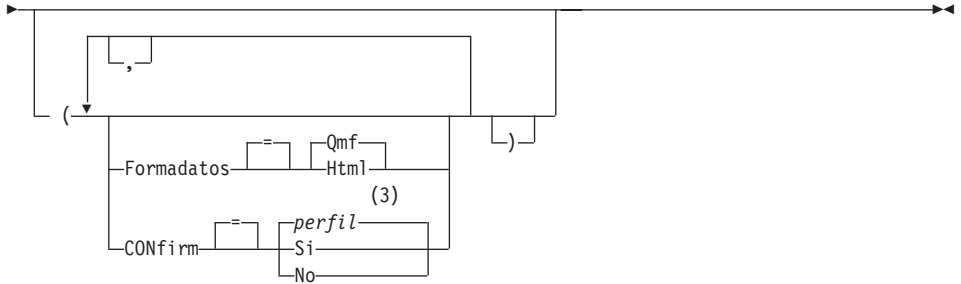 ,
( )
= Qmf
Formadatos Html
(3)
= perfil
CONfirm Si
No